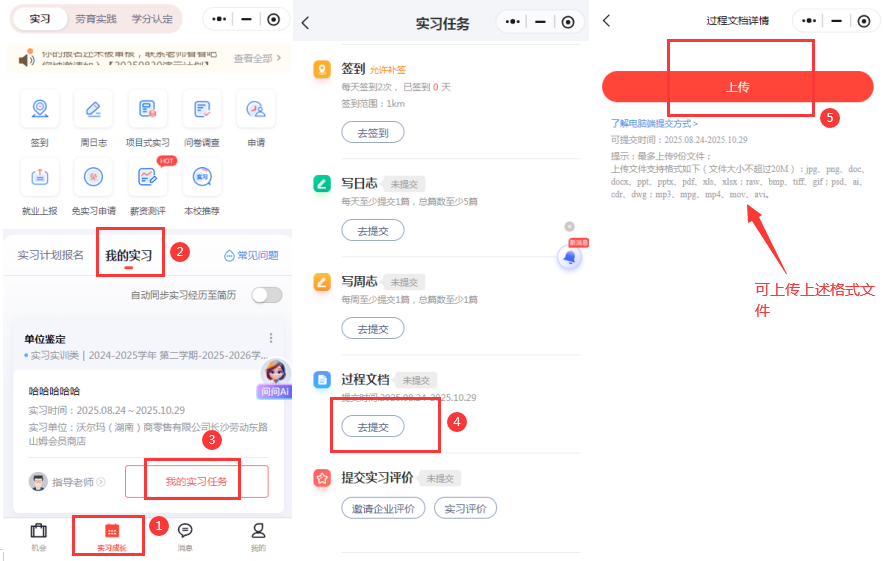 实习
劳育实践
学分认定
你的报名还未被审核，联系老师看看吧
查看全部 >
签到
周日志
项目式实习
问卷调查
申请
HOT
就业上报
免实习申请
薪资测评
实习
本校推荐
实习计划报名
我的实习
2
常见问题
自动同步实习经历至简历
单位鉴定
实习实训类 | 2024-2025学年 第二学期-2025-2026学...
问问Ai
哈哈哈哈哈
实习时间：2025.08.24～2025.10.29
实习单位：沃尔玛（湖南）商零售有限公司长沙劳动东路
山姆会员商店
3
指导老师
我的实习任务
1
机会
实习成长
消息
我的
实习任务
签到 允许补签
每天签到2次， 已签到 0 天
签到范围：1km
去签到
写日志 未提交
每天至少提交1篇，总篇数至少5篇
去提交
新消息
写周志 未提交
每周至少提交1篇，总篇数至少1篇
去提交
过程文档 未提交
提交时间:2025.08.24-2025.10.29
去提交
4
提交实习评价 未提交
邀请企业评价
实习评价
过程文档详情
上传
5
了解电脑端提交方式 >
可提交时间：2025.08.24-2025.10.29
提示：最多上传9份文件；
上传文件支持格式如下（文件大小不超过20M）: jpg、png、doc、
docx、ppt、pptx、pdf、xls、xlsx；raw、bmp、tiff、gif；psd、ai、
cdr、dwg；mp3、mpg、mp4、mov、avi。
可上传上述格式文
件